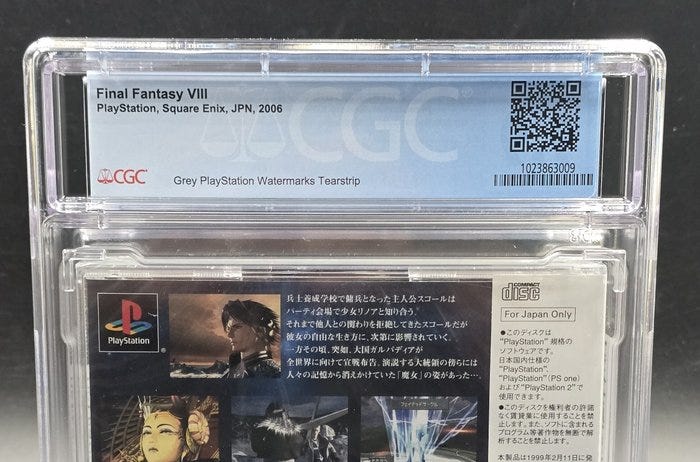 Final Fantasy VIII
PlayStation, Square Enix, JPN, 2006
CGC
CGC
Grey PlayStation Watermarks Tearstrip
1023863009
PlayStation
兵士養成学校で傭兵となった主人公スコールは
パーティ会場で少女リノアと知り合う。
それまで他人との関わりを拒絶してきたスコールだが
彼女の自由な生き方に、次第に影響されていく。
一方その頃、突如、大国ガルバディアが
全世界に向けて宣戦布告。演説する大統領の傍らには
人々の記憶から消えかけていた「魔女」の姿があった…。
COMPACT
disc
For Japan Only
●このディスクは
"PlayStation" 規格の
ソフトウェアです。
日本国内仕様の
"PlayStation",
"PlayStation" (PS one)
および"PlayStation 2"で
使用できます。
●このディスクを権利者の許諾
なく賃貸業に使用することを禁
止します。また、ソフトに含まれる
プログラム等著作物を無断で解
析することを禁止します。
本製品は1999年2月11日に発